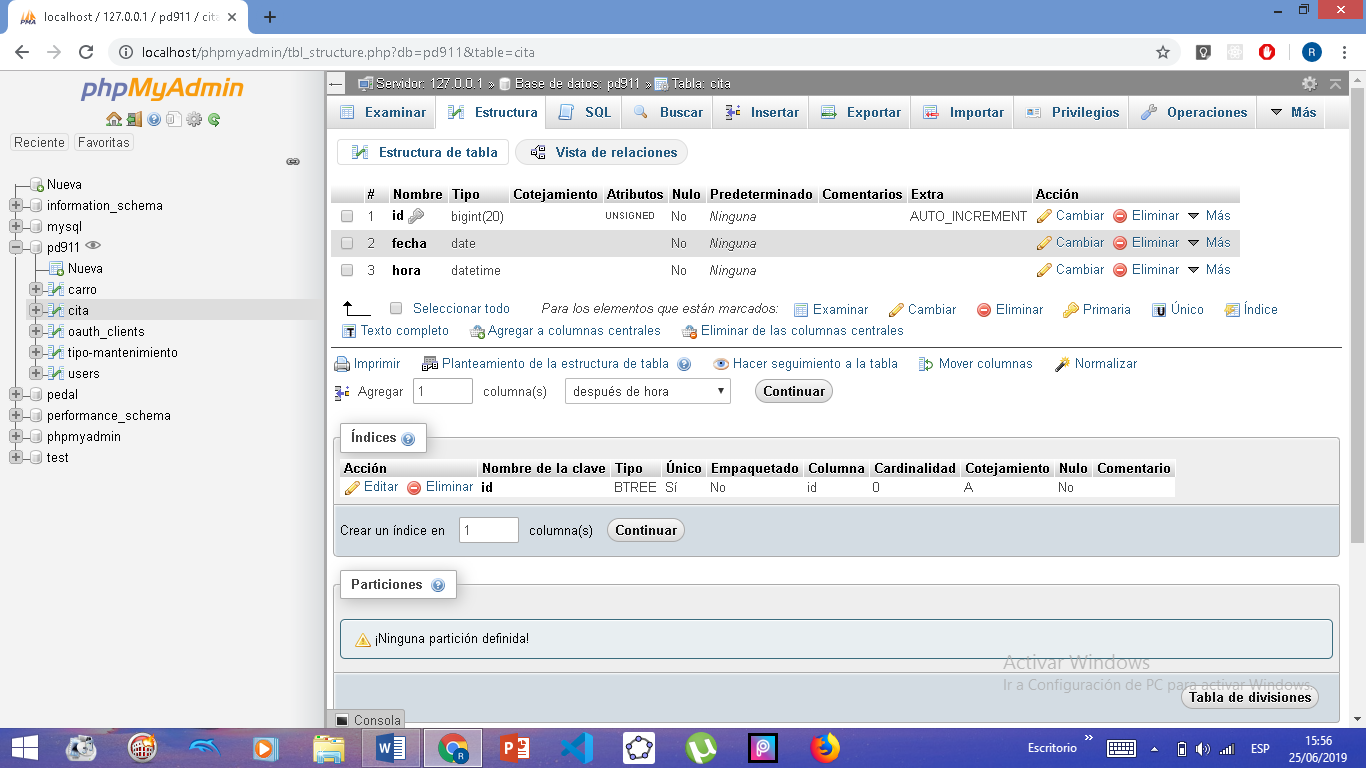 localhost / 127.0.0.1 / pd911 / cita
localhost/phpmyadmin/tbl_structure.php?db=pd911&table=cita
R
phpMyAdmin
Reciente Favoritas
Nueva
information_schema
mysql
pd911
Nueva
carro
cita
oauth_clients
tipo-mantenimiento
users
pedal
performance_schema
phpmyadmin
test
Servidor: 127.0.0.1 » Base de datos: pd911 » Tabla: cita
Examinar Estructura SQL Buscar Insertar Exportar Importar Privilegios Operaciones Más
Estructura de tabla Vista de relaciones
# Nombre Tipo Cotejamiento Atributos Nulo Predeterminado Comentarios Extra Acción
1 id bigint(20) UNSIGNED No Ninguna AUTO_INCREMENT Cambiar Eliminar Más
2 fecha date No Ninguna Cambiar Eliminar Más
3 hora datetime No Ninguna Cambiar Eliminar Más
Seleccionar todo Para los elementos que están marcados: Examinar Cambiar Eliminar Primaria Único Índice
Texto completo Agregar a columnas centrales Eliminar de las columnas centrales
Imprimir Planteamiento de la estructura de tabla Hacer seguimiento a la tabla Mover columnas Normalizar
Agregar 1 columna(s) después de hora Continuar
Índices
Acción Nombre de la clave Tipo Único Empaquetado Columna Cardinalidad Cotejamiento Nulo Comentario
Editar Eliminar id BTREE Sí No id 0 A No
Crear un índice en 1 columna(s) Continuar
Particiones
¡Ninguna partición definida!
Activar Windows
Ir a Configuración de PC para activar Windows.
Tabla de divisiones
Consola
Escritorio » ESP 15:56
25/06/2019